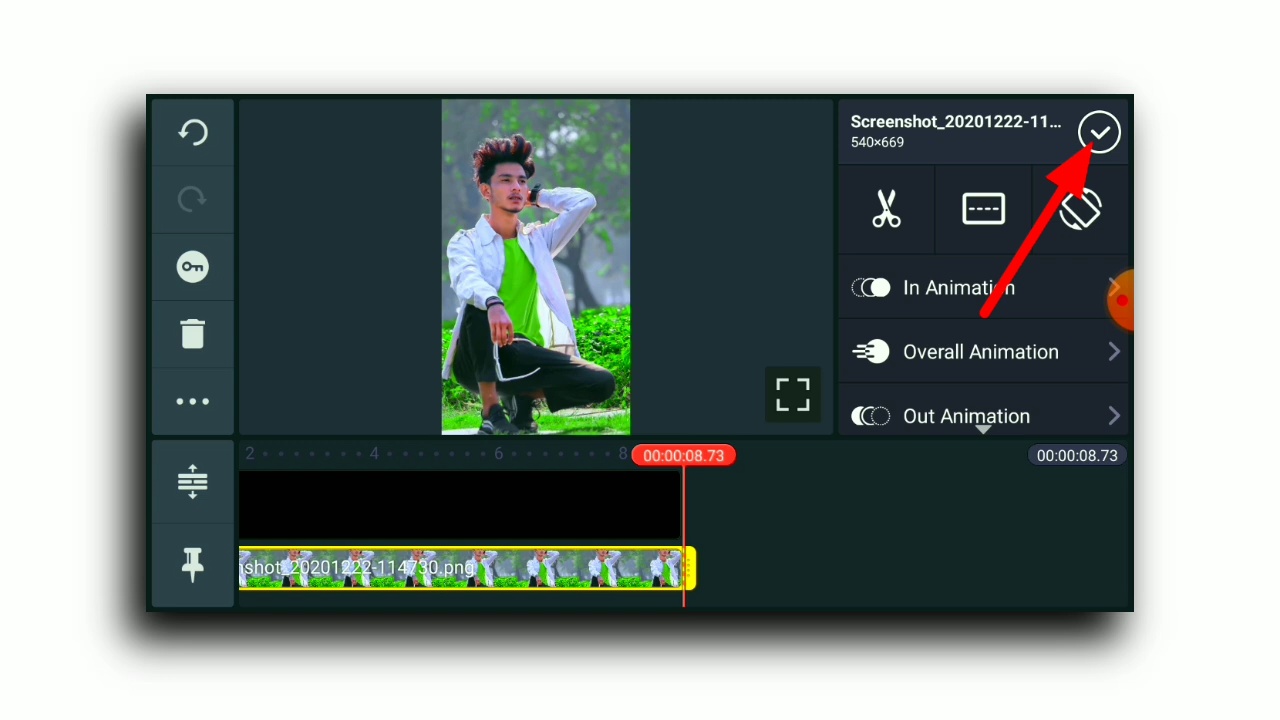 Screenshot_20201222-11...
540×669
In Animation
Overall Animation
Out Animation
2
4
6
8
00:00:08.73
00:00:08.73
shot_20201222-114730.png